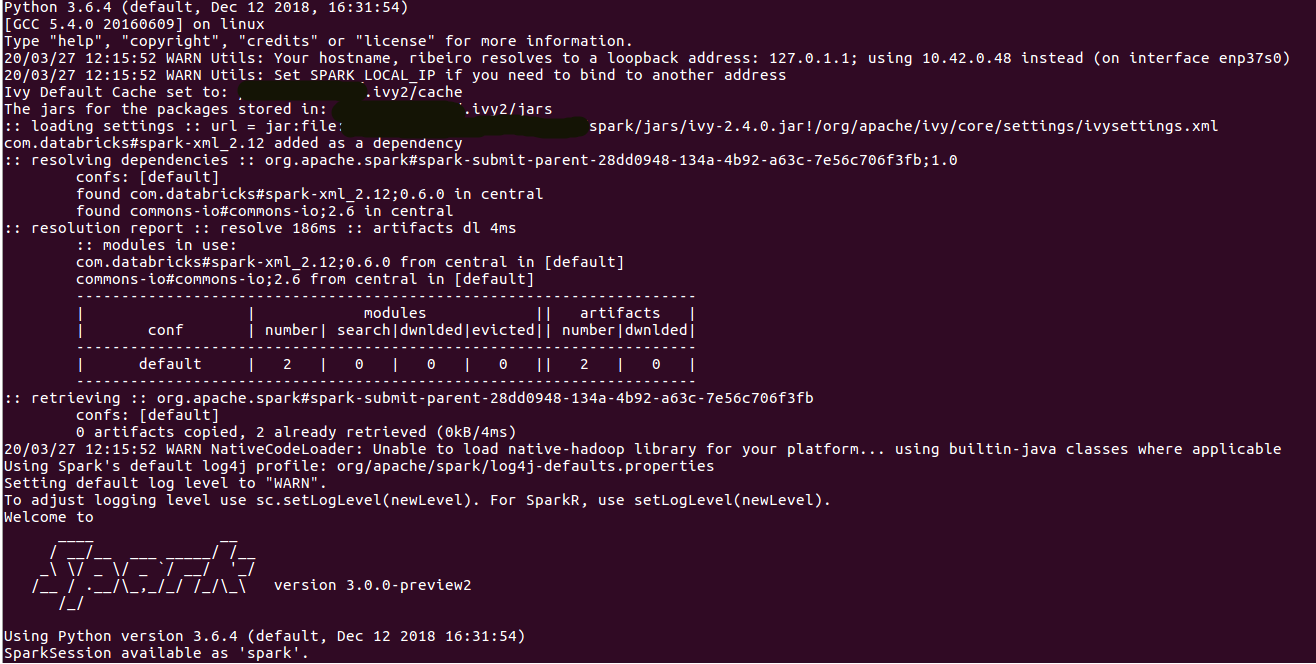 Python 3.6.4 (default, Dec 12 2018, 16:31:54)
[GCC 5.4.0 20160609] on linux
Type "help", "copyright", "credits" or "license" for more information.
20/03/27 12:15:52 WARN Utils: Your hostname, ribeiro resolves to a loopback address: 127.0.1.1; using 10.42.0.48 instead (on interface enp37s0)
20/03/27 12:15:52 WARN Utils: Set SPARK_LOCAL_IP if you need to bind to another address
Ivy Default Cache set to: .ivy2/cache
The jars for the packages stored in: .ivy2/jars
:: loading settings :: url = jar:file: spark/jars/ivy-2.4.0.jar!/org/apache/ivy/core/settings/ivysettings.xml
com.databricks#spark-xml_2.12 added as a dependency
:: resolving dependencies :: org.apache.spark#spark-submit-parent-28dd0948-134a-4b92-a63c-7e56c706f3fb;1.0
        confs: [default]
        found com.databricks#spark-xml_2.12;0.6.0 in central
        found commons-io#commons-io;2.6 in central
:: resolution report :: resolve 186ms :: artifacts dl 4ms
        :: modules in use:
        com.databricks#spark-xml_2.12;0.6.0 from central in [default]
        commons-io#commons-io;2.6 from central in [default]
        ---------------------------------------------------------------------
        |                  |            modules            ||   artifacts   |
        |       conf       | number| search|dwnlded|evicted|| number|dwnlded|
        ---------------------------------------------------------------------
        |      default     |   2   |   0   |   0   |   0   ||   2   |   0   |
        ---------------------------------------------------------------------
:: retrieving :: org.apache.spark#spark-submit-parent-28dd0948-134a-4b92-a63c-7e56c706f3fb
        confs: [default]
        0 artifacts copied, 2 already retrieved (0kB/4ms)
20/03/27 12:15:52 WARN NativeCodeLoader: Unable to load native-hadoop library for your platform... using builtin-java classes where applicable
Using Spark's default log4j profile: org/apache/spark/log4j-defaults.properties
Setting default log level to "WARN".
To adjust logging level use sc.setLogLevel(newLevel). For SparkR, use setLogLevel(newLevel).
Welcome to
      ____              __
     / __/__  ___ _____/ /__
    _\ \/ _ \/ _ `/ __/  '_/
   /__ / .__/\_,_/_/ /_/\_\   version 3.0.0-preview2
      /_/
Using Python version 3.6.4 (default, Dec 12 2018 16:31:54)
SparkSession available as 'spark'.